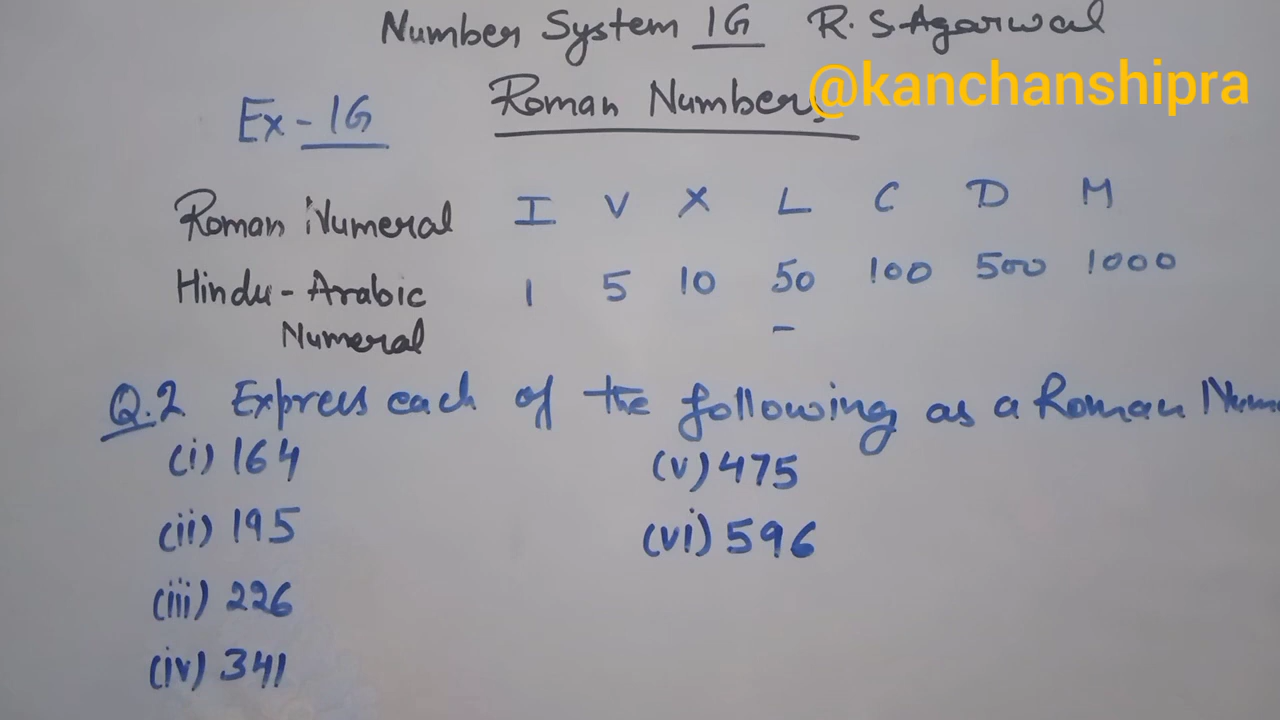 Number System 1G R. S. Agarwal
@kanchanshipra
Ex - 1G Roman Numbers
Roman Numeral I V X L C D M
Hindu - Arabic 1 5 10 50 100 500 1000
Numeral -
Q.2 Express each of the following as a Roman Num
(i) 164 (v) 475
(ii) 195 (vi) 596
(iii) 226
(iv) 341